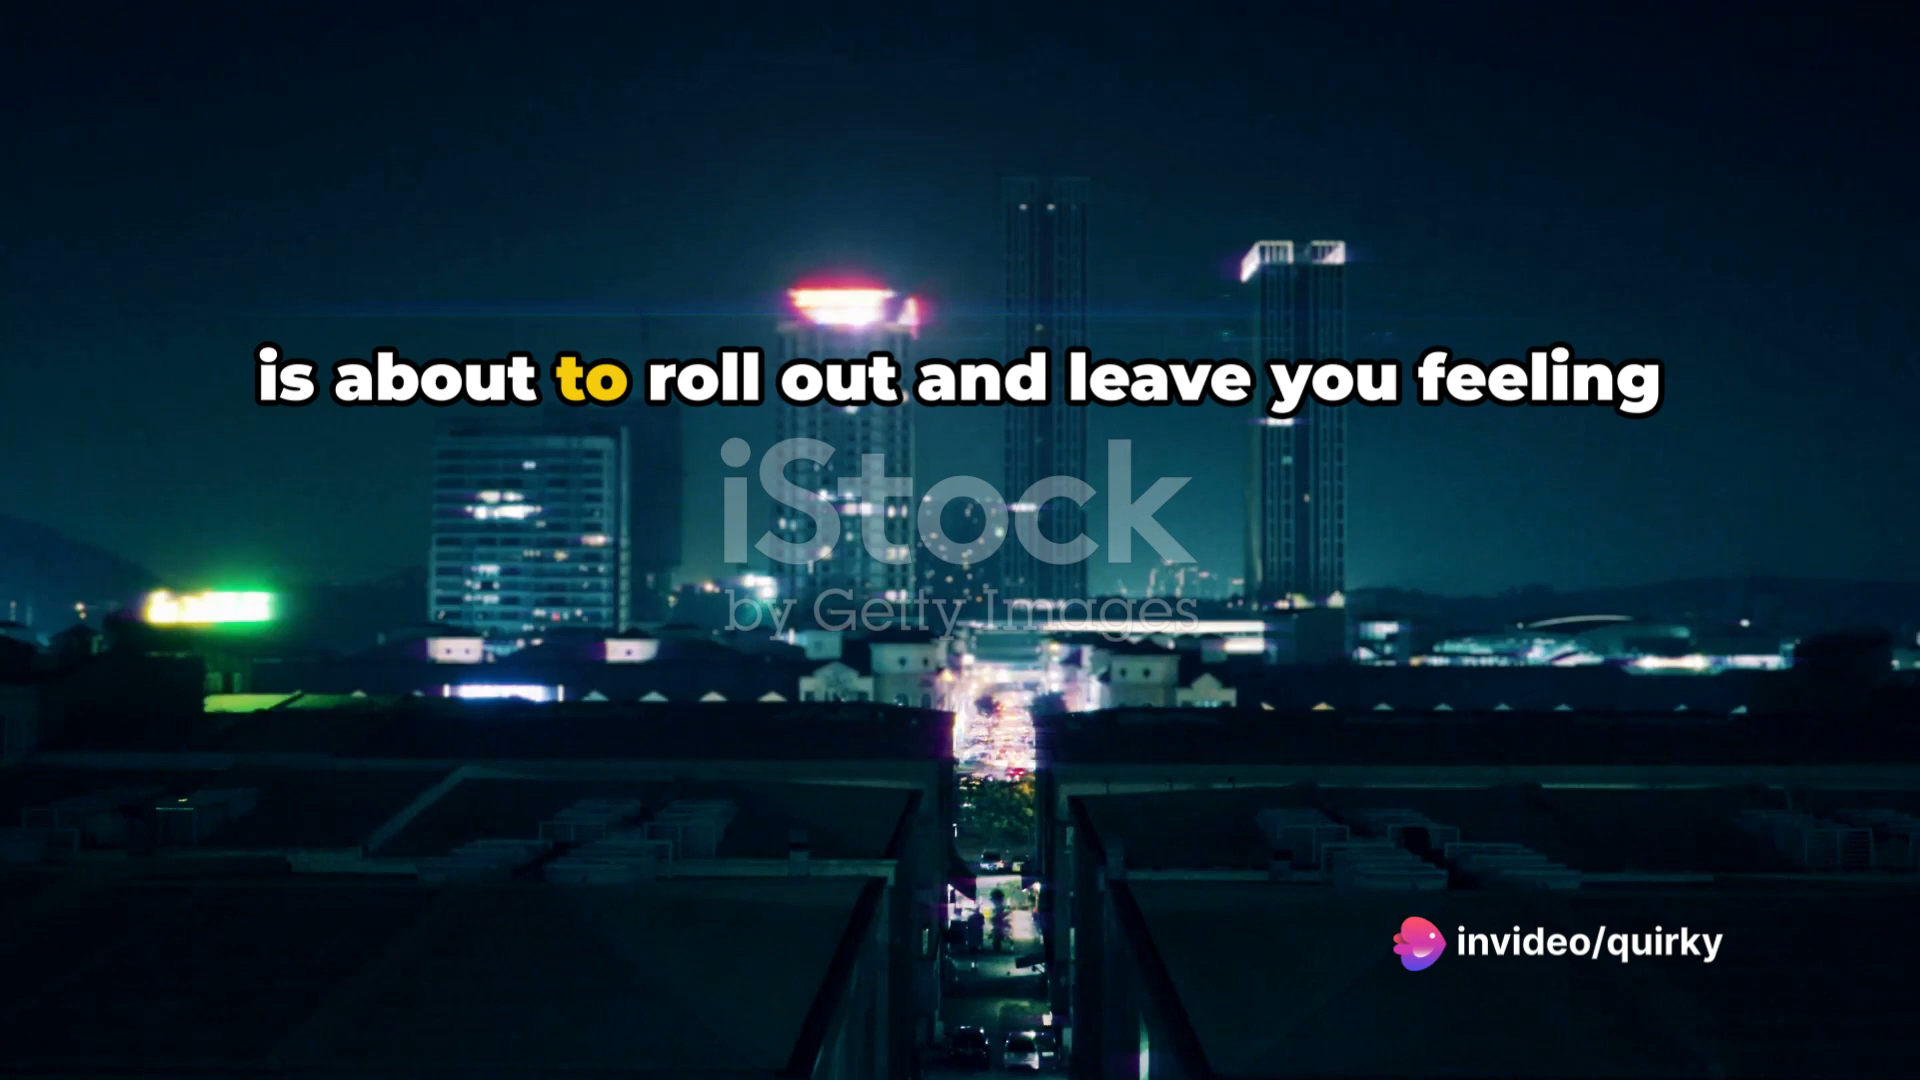 is about to roll out and leave you feeling
iStock
by Getty Images
invideo/quirky